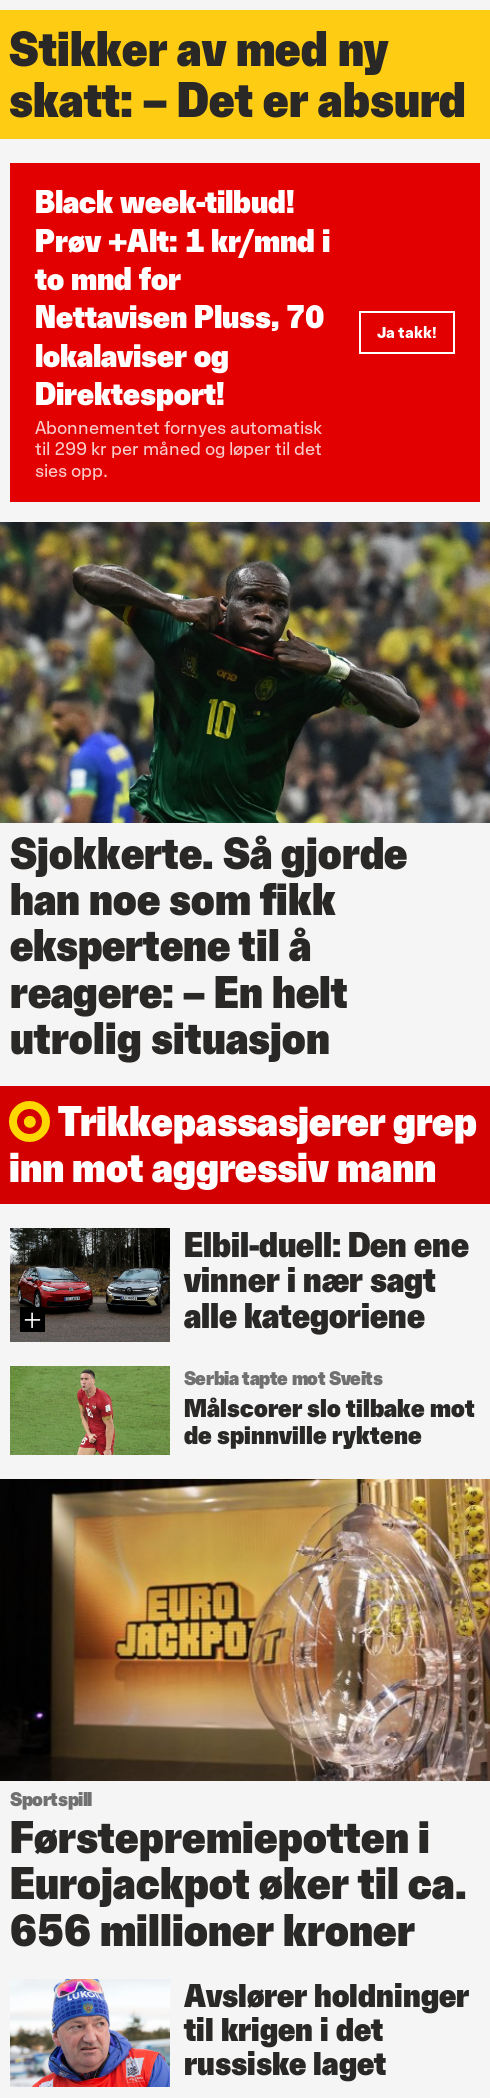 Stikker av med ny
skatt: – Det er absurd
Black week-tilbud!
Prøv +Alt: 1 kr/mnd i
to mnd for
Nettavisen Pluss, 70
lokalaviser og
Direktesport!
Ja takk!
Abonnementet fornyes automatisk
til 299 kr per måned og løper til det
sies opp.
10
Sjokkerte. Så gjorde
han noe som fikk
ekspertene til å
reagere: – En helt
utrolig situasjon
Trikkepassasjerer grep
inn mot aggressiv mann
Elbil-duell: Den ene
vinner i nær sagt
alle kategoriene
Serbia tapte mot Sveits
Målscorer slo tilbake mot
de spinnville ryktene
EURO
JACKPOT
Sportspill
Førstepremiepotten i
Eurojackpot øker til ca.
656 millioner kroner
LUKOIL
Avslører holdninger
til krigen i det
russiske laget